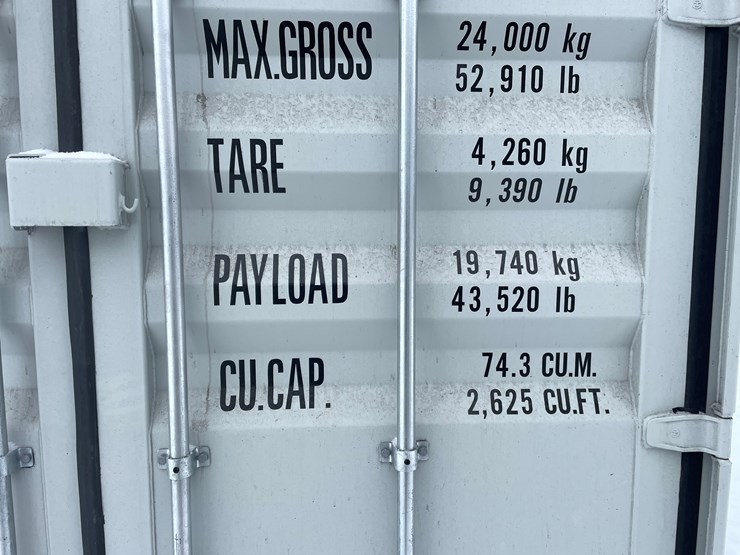 MAX.GROSS 24,000 kg
52,910 lb
TARE 4,260 kg
9,390 lb
PAYLOAD 19,740 kg
43,520 lb
CU.CAP. 74.3 CU.M.
2,625 CU.FT.